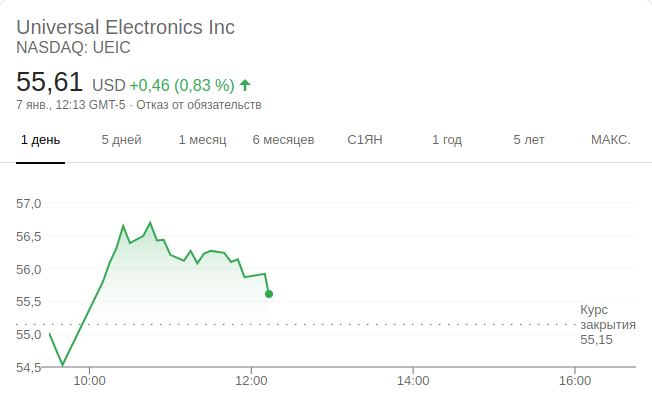 Universal Electronics Inc
NASDAQ: UEIC
55,61 USD +0,46 (0,83 %)
7 янв., 12:13 GMT-5 · Отказ от обязательств
1 день 5 дней 1 месяц 6 месяцев С1ЯН 1 год 5 лет МАКС.
57,0
56,5
56,0
55,5
55,0
54,5
Курс
закрытия
55,15
10:00 12:00 14:00 16:00